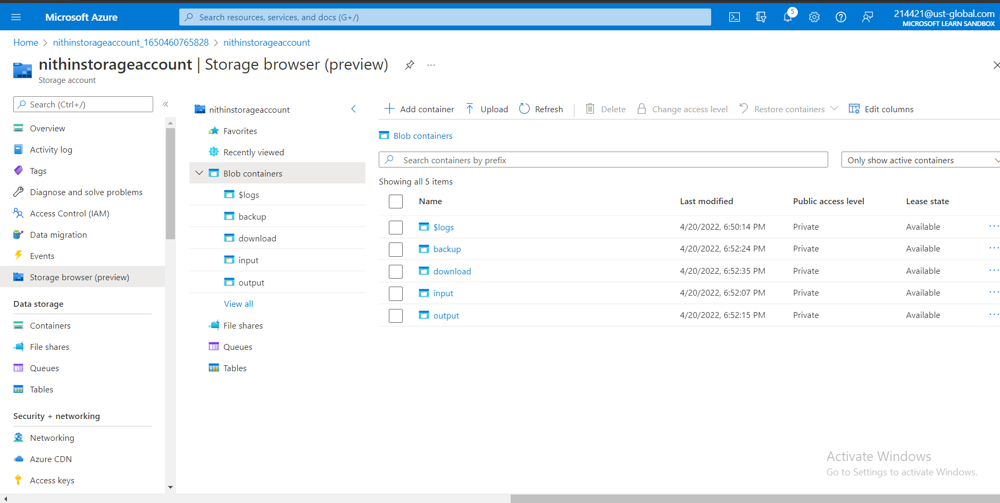 Microsoft Azure
Search resources, services, and docs (G+/)
5
214421@ust-global.com
MICROSOFT LEARN SANDBOX
Home > nithinstorageaccount_1650460765828 > nithinstorageaccount
nithinstorageaccount | Storage browser (preview) ...
Storage account
Search (Ctrl+/)
«
Overview
Activity log
Tags
Diagnose and solve problems
Access Control (IAM)
Data migration
Events
Storage browser (preview)
Data storage
Containers
File shares
Queues
Tables
Security + networking
Networking
Azure CDN
Access keys
nithinstorageaccount
Favorites
Recently viewed
Blob containers
$logs
backup
download
input
output
View all
File shares
Queues
Tables
Add container Upload Refresh Delete Change access level Restore containers Edit columns
Blob containers
Search containers by prefix Only show active containers
Showing all 5 items
Name Last modified Public access level Lease state
$logs 4/20/2022, 6:50:14 PM Private Available ...
backup 4/20/2022, 6:52:24 PM Private Available ...
download 4/20/2022, 6:52:35 PM Private Available ...
input 4/20/2022, 6:52:07 PM Private Available ...
output 4/20/2022, 6:52:15 PM Private Available ...
Activate Windows
Go to Settings to activate Windows.